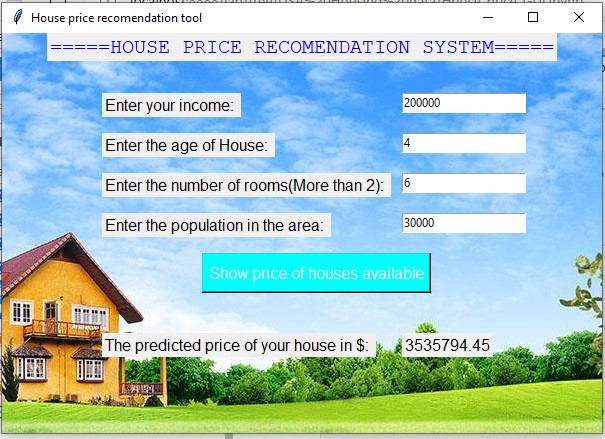 House price recomendation tool
=====HOUSE PRICE RECOMENDATION SYSTEM=====
Enter your income: 200000
Enter the age of House: 4
Enter the number of rooms(More than 2): 6
Enter the population in the area: 30000
Show price of houses available
The predicted price of your house in $: 3535794.45